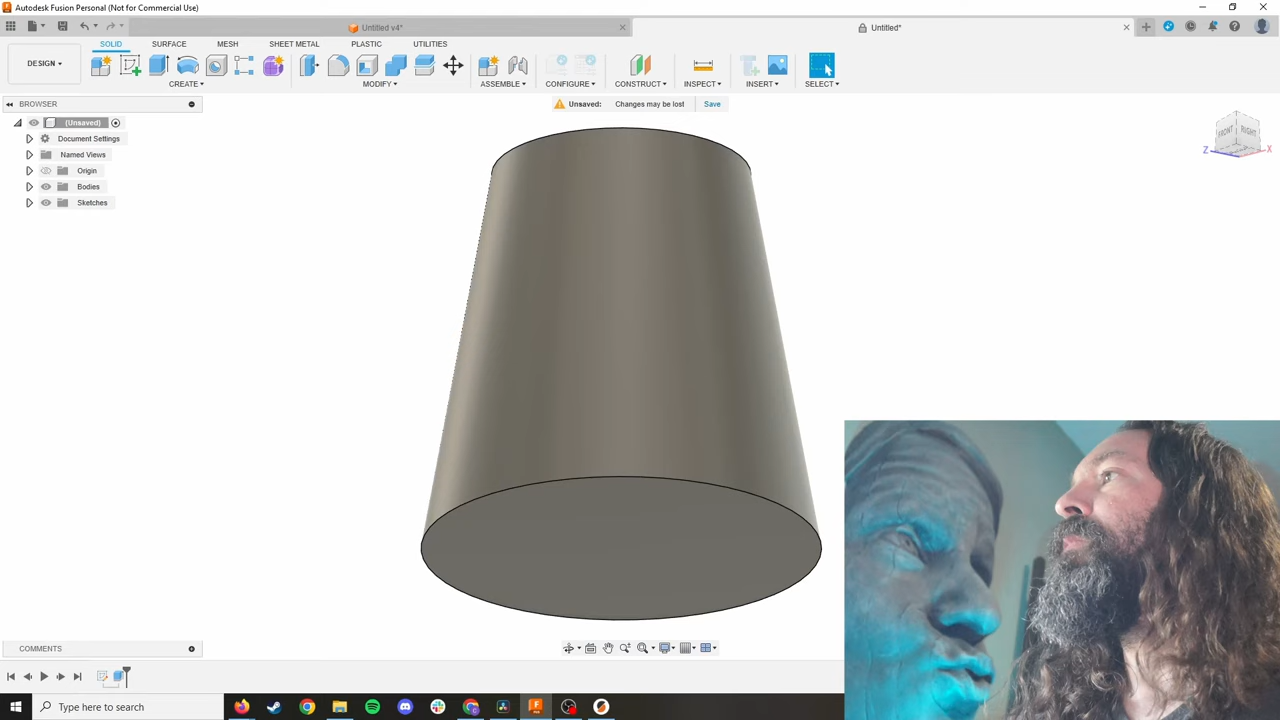 Autodesk Fusion Personal (Not for Commercial Use)
Untitled v4*
Untitled*
DESIGN
SOLID
SURFACE
MESH
SHEET METAL
PLASTIC
UTILITIES
CREATE
MODIFY
ASSEMBLE
CONFIGURE
CONSTRUCT
INSPECT
INSERT
SELECT
BROWSER
Unsaved: Changes may be lost Save
(Unsaved)
Document Settings
Named Views
Origin
Bodies
Sketches
FRONT
RIGHT
Z
X
COMMENTS
Type here to search